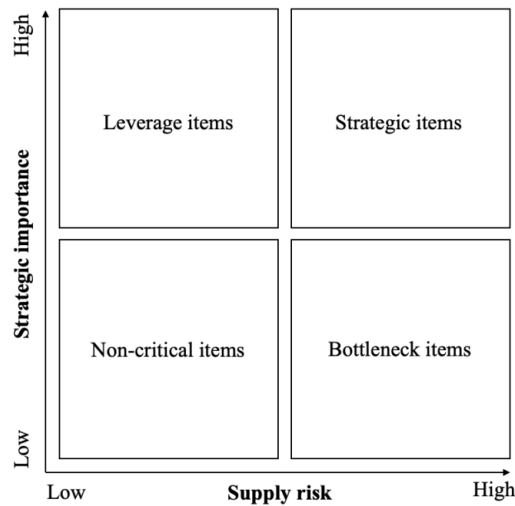 High
Leverage items
Strategic items
Strategic importance
Non-critical items
Bottleneck items
Low
Low
Supply risk
High